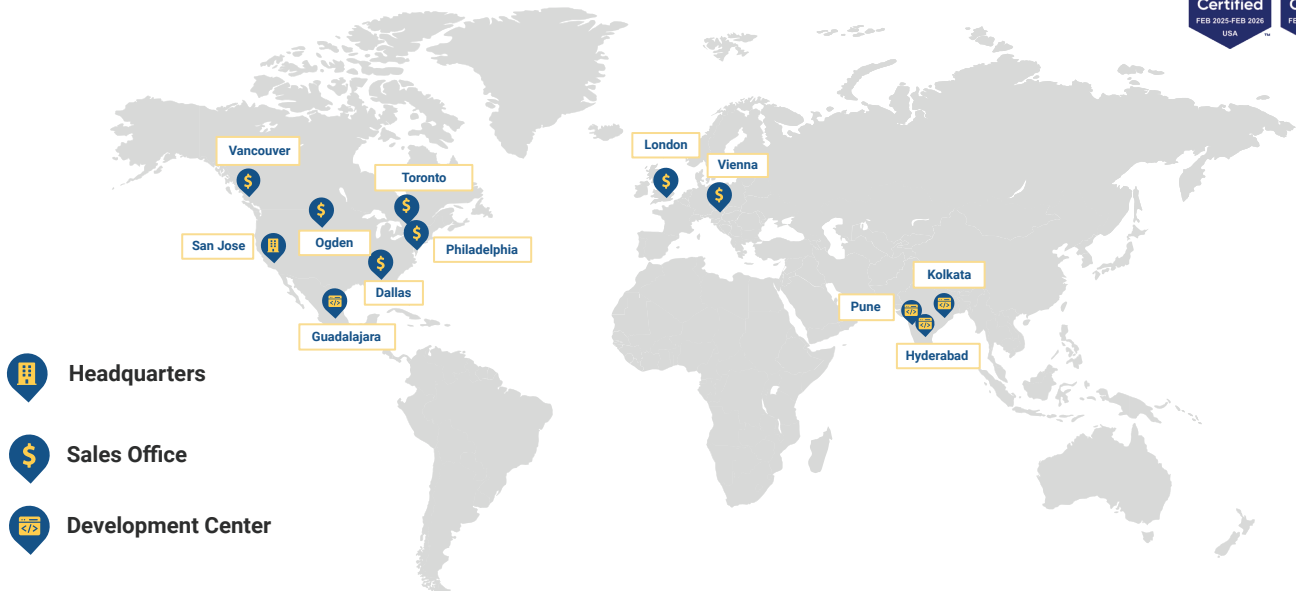 Certified
FEB 2025-FEB 2026
USA
™
London
Vancouver
Vienna
Toronto
San Jose
Ogden
Philadelphia
Kolkata
Dallas
Pune
Guadalajara
Hyderabad
Headquarters
Sales Office
Development Center